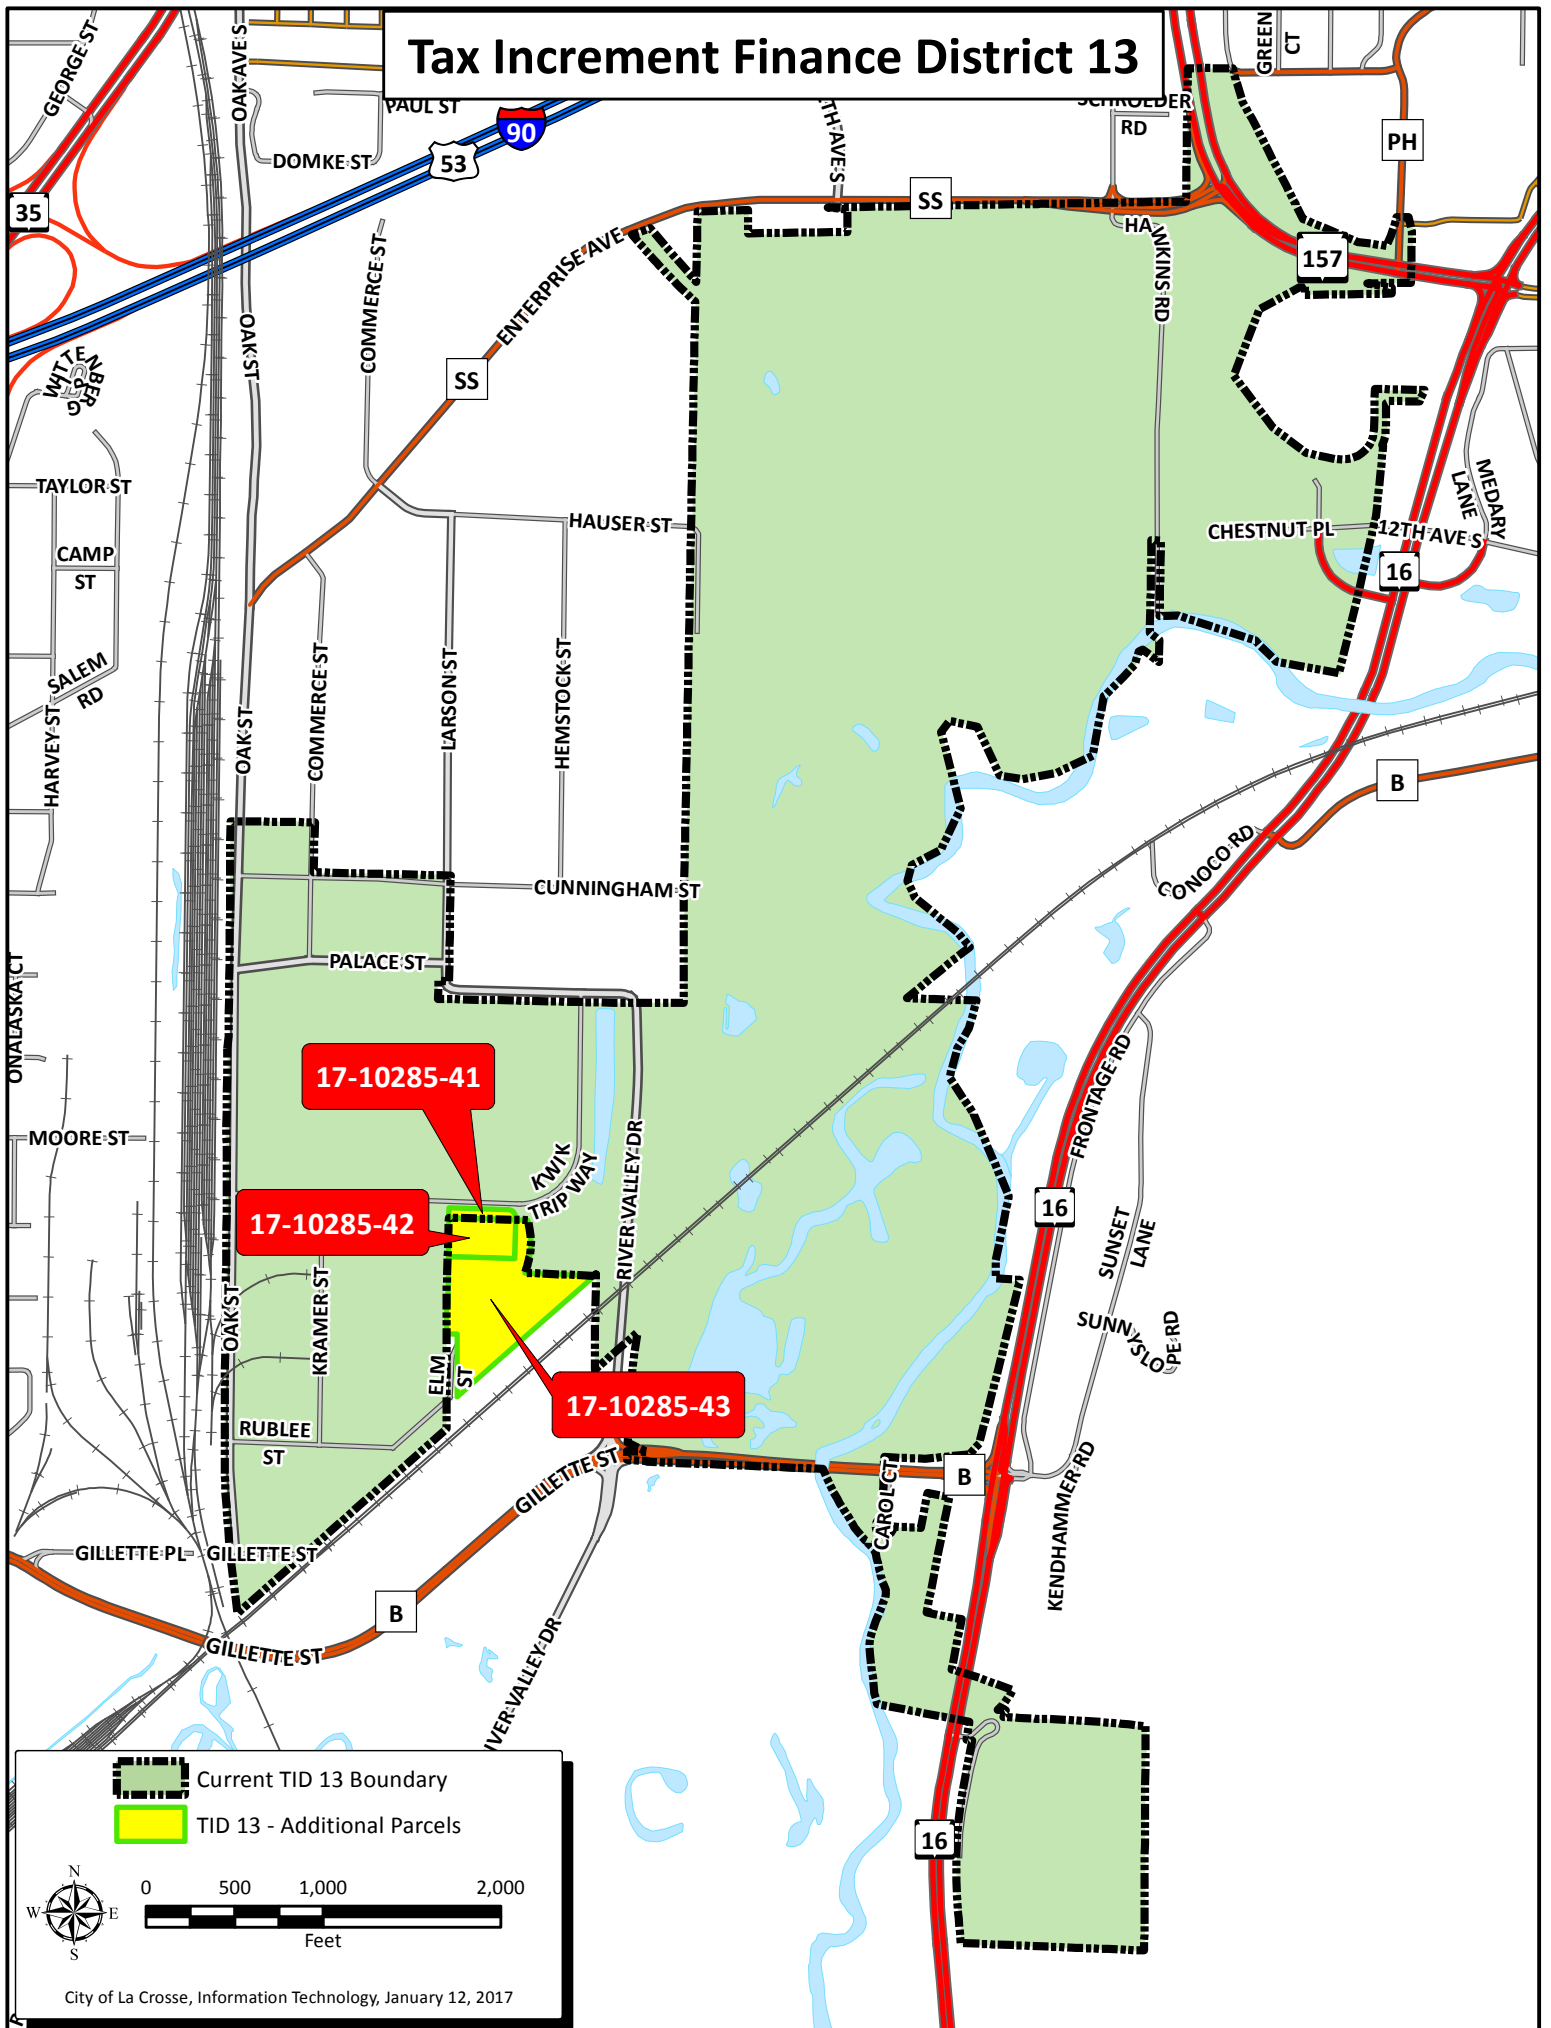 Tax Increment Finance District 13
GEORGE ST
OAK AVE S
PAUL ST
TH AVE S
SCHROEDER
RD
GREEN
CT
90
53
DOMKE ST
PH
35
SS
HAWKINS RD
157
COMMERCE ST
ENTERPRISE AVE
OAK ST
SS
WITTENBERG
TAYLOR ST
CAMP
ST
HAUSER ST
CHESTNUT PL
12TH AVE S
MEDARY
LANE
16
SALEM
RD
HARVEY ST
OAK ST
COMMERCE ST
LARSON ST
HEMSTOCK ST
B
CONOCO RD
CUNNINGHAM ST
PALACE ST
ONALASKA CT
17-10285-41
FRONTAGE RD
MOORE ST
KWIK
TRIP WAY
RIVER VALLEY DR
17-10285-42
16
SUNSET
LANE
OAK ST
KRAMER ST
SUNNYSLOPE RD
ELM
ST
17-10285-43
RUBLEE
ST
GILLETTE ST
CAROL CT
B
KENDHAMMER RD
GILLETTE PL
GILLETTE ST
B
GILLETTE ST
IVER VALLEY DR
Current TID 13 Boundary
TID 13 - Additional Parcels
16
N
W E
S
0 500 1,000 2,000
Feet
City of La Crosse, Information Technology, January 12, 2017